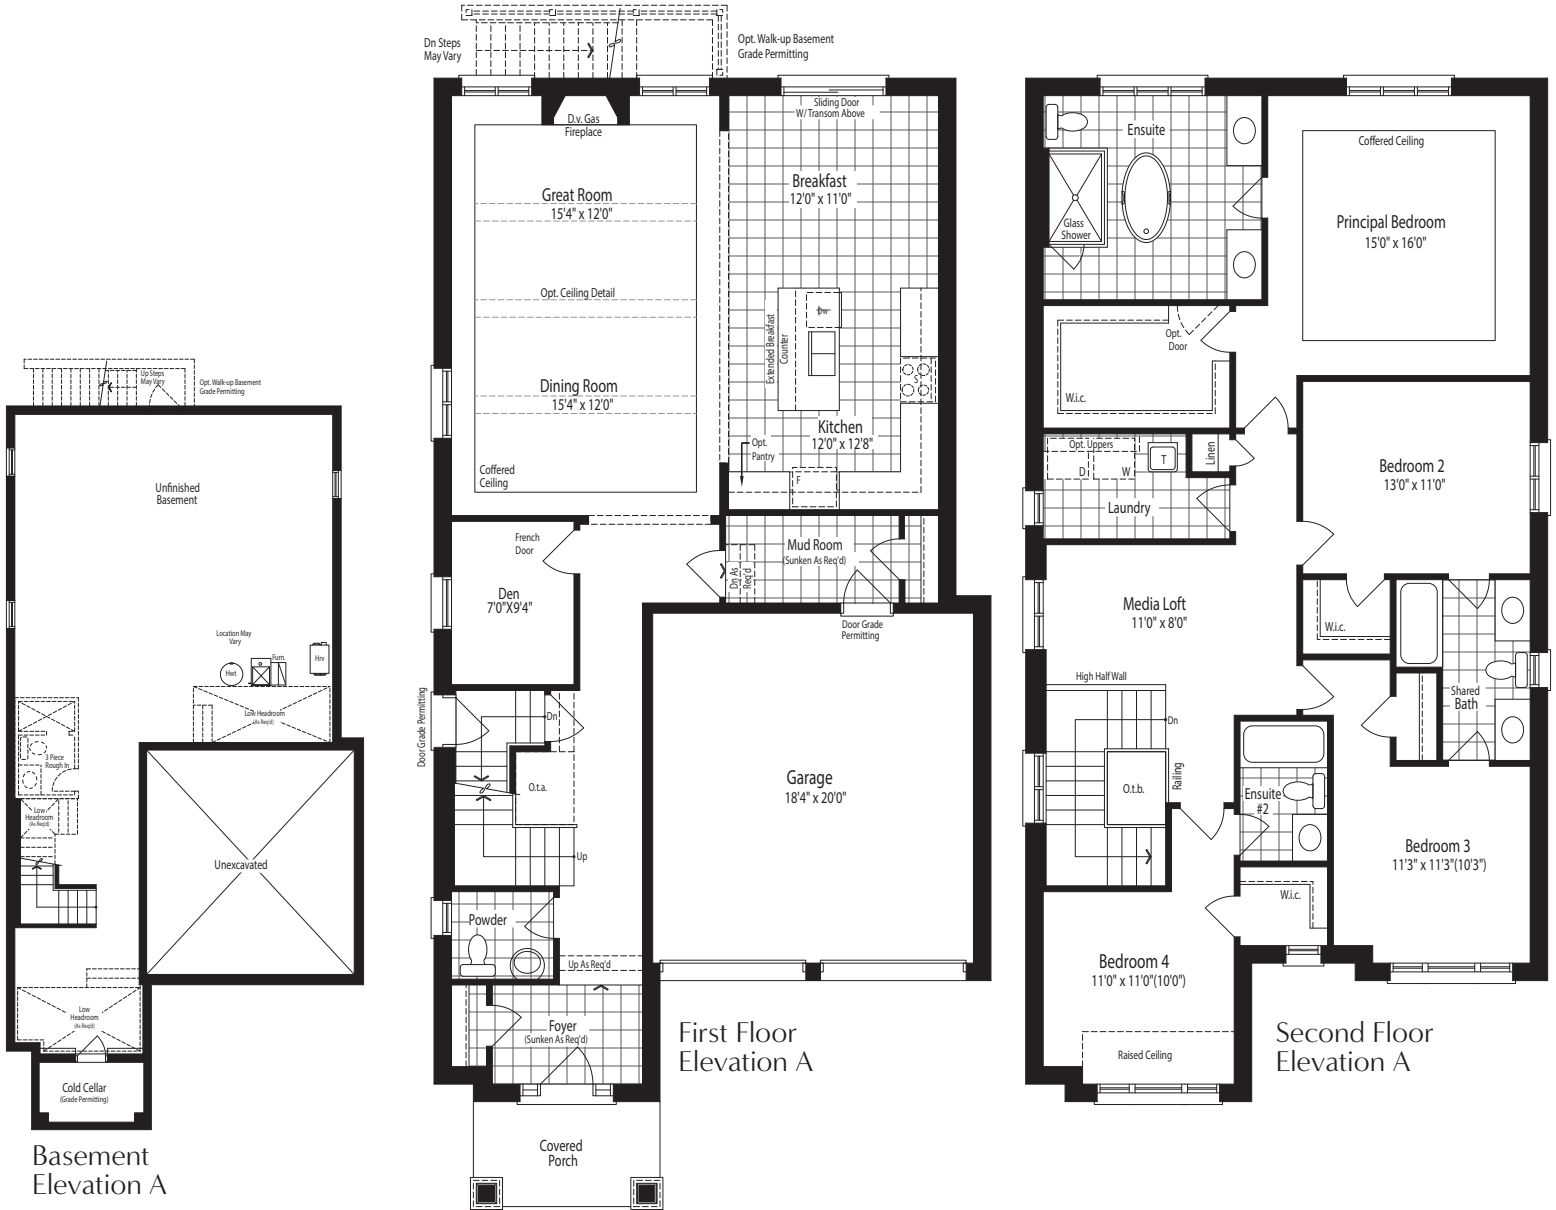 Up Steps
May Vary
Opt. Walk-up Basement
Grade Permitting
Unfinished
Basement
Location May
Vary
Furn.
Hwt
Hrv
Low Headroom
(As Req'd)
3 Piece
Rough In
Low
Headroom
(As Req'd)
Unexcavated
Low
Headroom
(As Req'd)
Cold Cellar
(Grade Permitting)
Basement
Elevation A
Dn Steps
May Vary
Opt. Walk-up Basement
Grade Permitting
D.v. Gas
Fireplace
Sliding Door
W/ Transom Above
Great Room
15'4" x 12'0"
Breakfast
12'0" x 11'0"
Opt. Ceiling Detail
Dw
Extended Breakfast
Counter
S
Dining Room
15'4" x 12'0"
Kitchen
12'0" x 12'8"
Opt.
Pantry
Coffered
Ceiling
F
French
Door
Mud Room
(Sunken As Req'd)
Dn As
Req'd
Den
7'0"X9'4"
Door Grade
Permitting
Door Grade Permitting
Dn
O.t.a.
Up
Garage
18'4" x 20'0"
Powder
Up As Req'd
Foyer
(Sunken As Req'd)
First Floor
Elevation A
Covered
Porch
Ensuite
Glass
Shower
Coffered Ceiling
Principal Bedroom
15'0" x 16'0"
Opt.
Door
W.i.c.
Opt. Uppers
D
W
T
Linen
Laundry
Bedroom 2
13'0" x 11'0"
Media Loft
11'0" x 8'0"
W.i.c.
High Half Wall
Dn
Shared
Bath
O.t.b.
Railing
Ensuite
#2
Bedroom 3
11'3" x 11'3"(10'3")
W.i.c.
Bedroom 4
11'0" x 11'0"(10'0")
Raised Ceiling
Second Floor
Elevation A